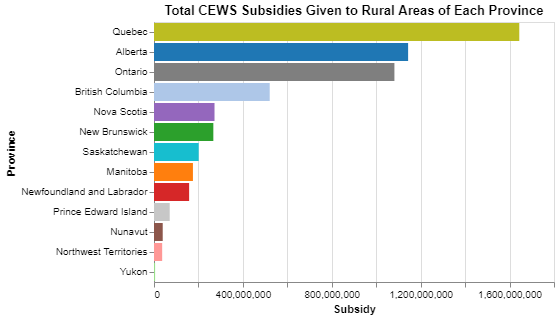 Total CEWS Subsidies Given to Rural Areas of Each Province
Province
Quebec
Alberta
Ontario
British Columbia
Nova Scotia
New Brunswick
Saskatchewan
Manitoba
Newfoundland and Labrador
Prince Edward Island
Nunavut
Northwest Territories
Yukon
0 400,000,000 800,000,000 1,200,000,000 1,600,000,000
Subsidy